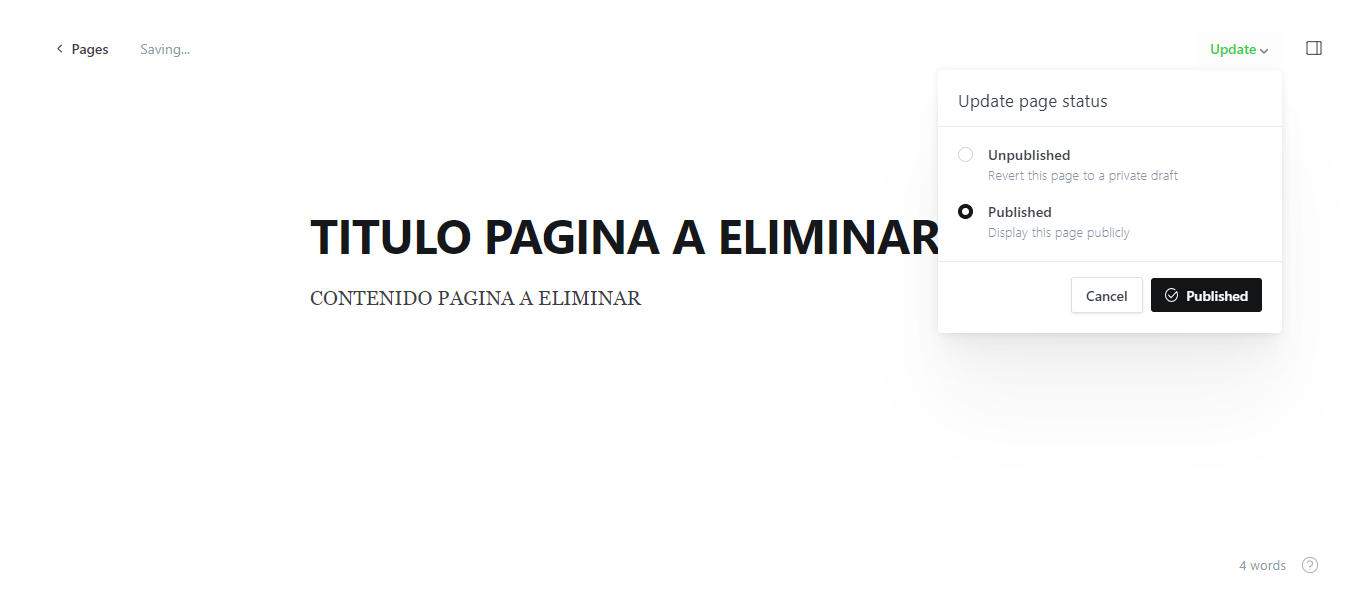 Pages
Saving...
Update
Update page status
Unpublished
Revert this page to a private draft
Published
Display this page publicly
Cancel
Published
TITULO PAGINA A ELIMINAR
CONTENIDO PAGINA A ELIMINAR
4 words
?